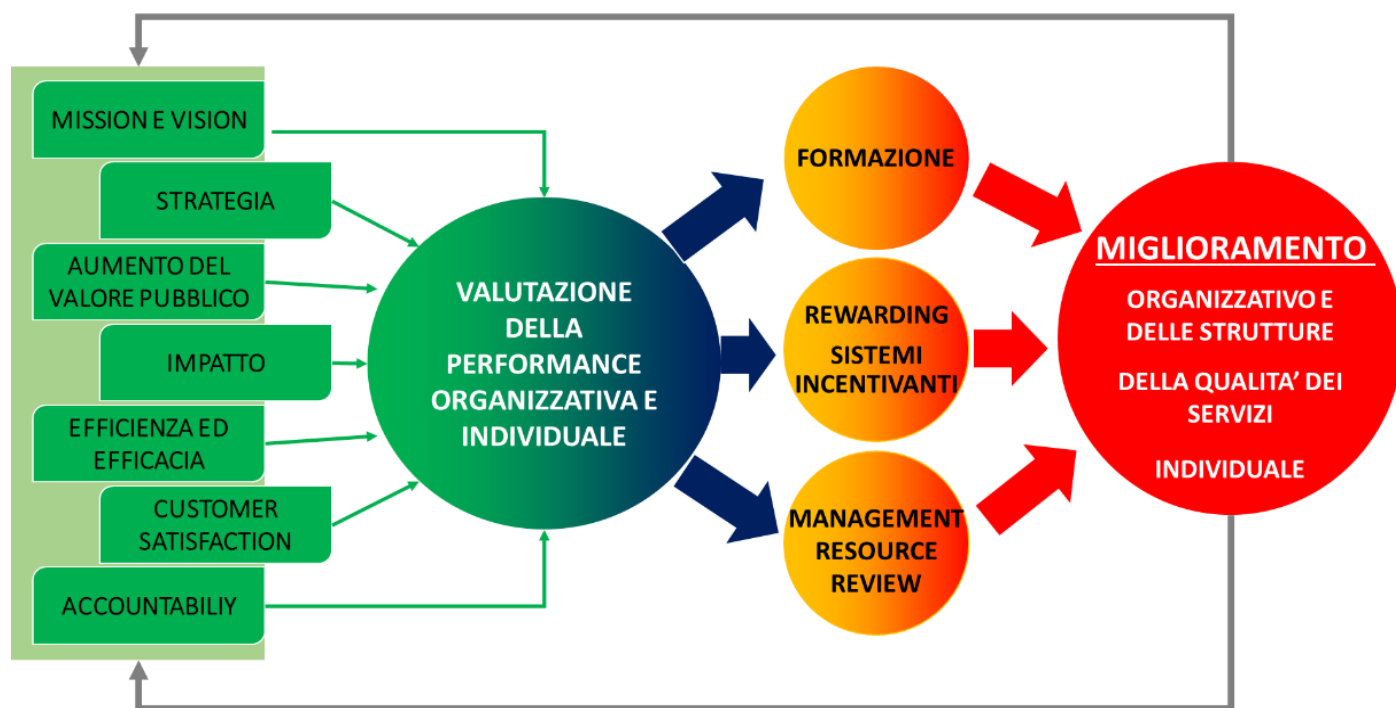 MISSION E VISION
STRATEGIA
AUMENTO DEL
VALORE PUBBLICO
IMPATTO
EFFICIENZA ED
EFFICACIA
CUSTOMER
SATISFACTION
ACCOUNTABILIY
VALUTAZIONE
DELLA
PERFORMANCE
ORGANIZZATIVA E
INDIVIDUALE
FORMAZIONE
REWARDING
SISTEMI
INCENTIVANTI
MANAGEMENT
RESOURCE
REVIEW
MIGLIORAMENTO
ORGANIZZATIVO E
DELLE STRUTTURE
DELLA QUALITA’ DEI
SERVIZI
INDIVIDUALE